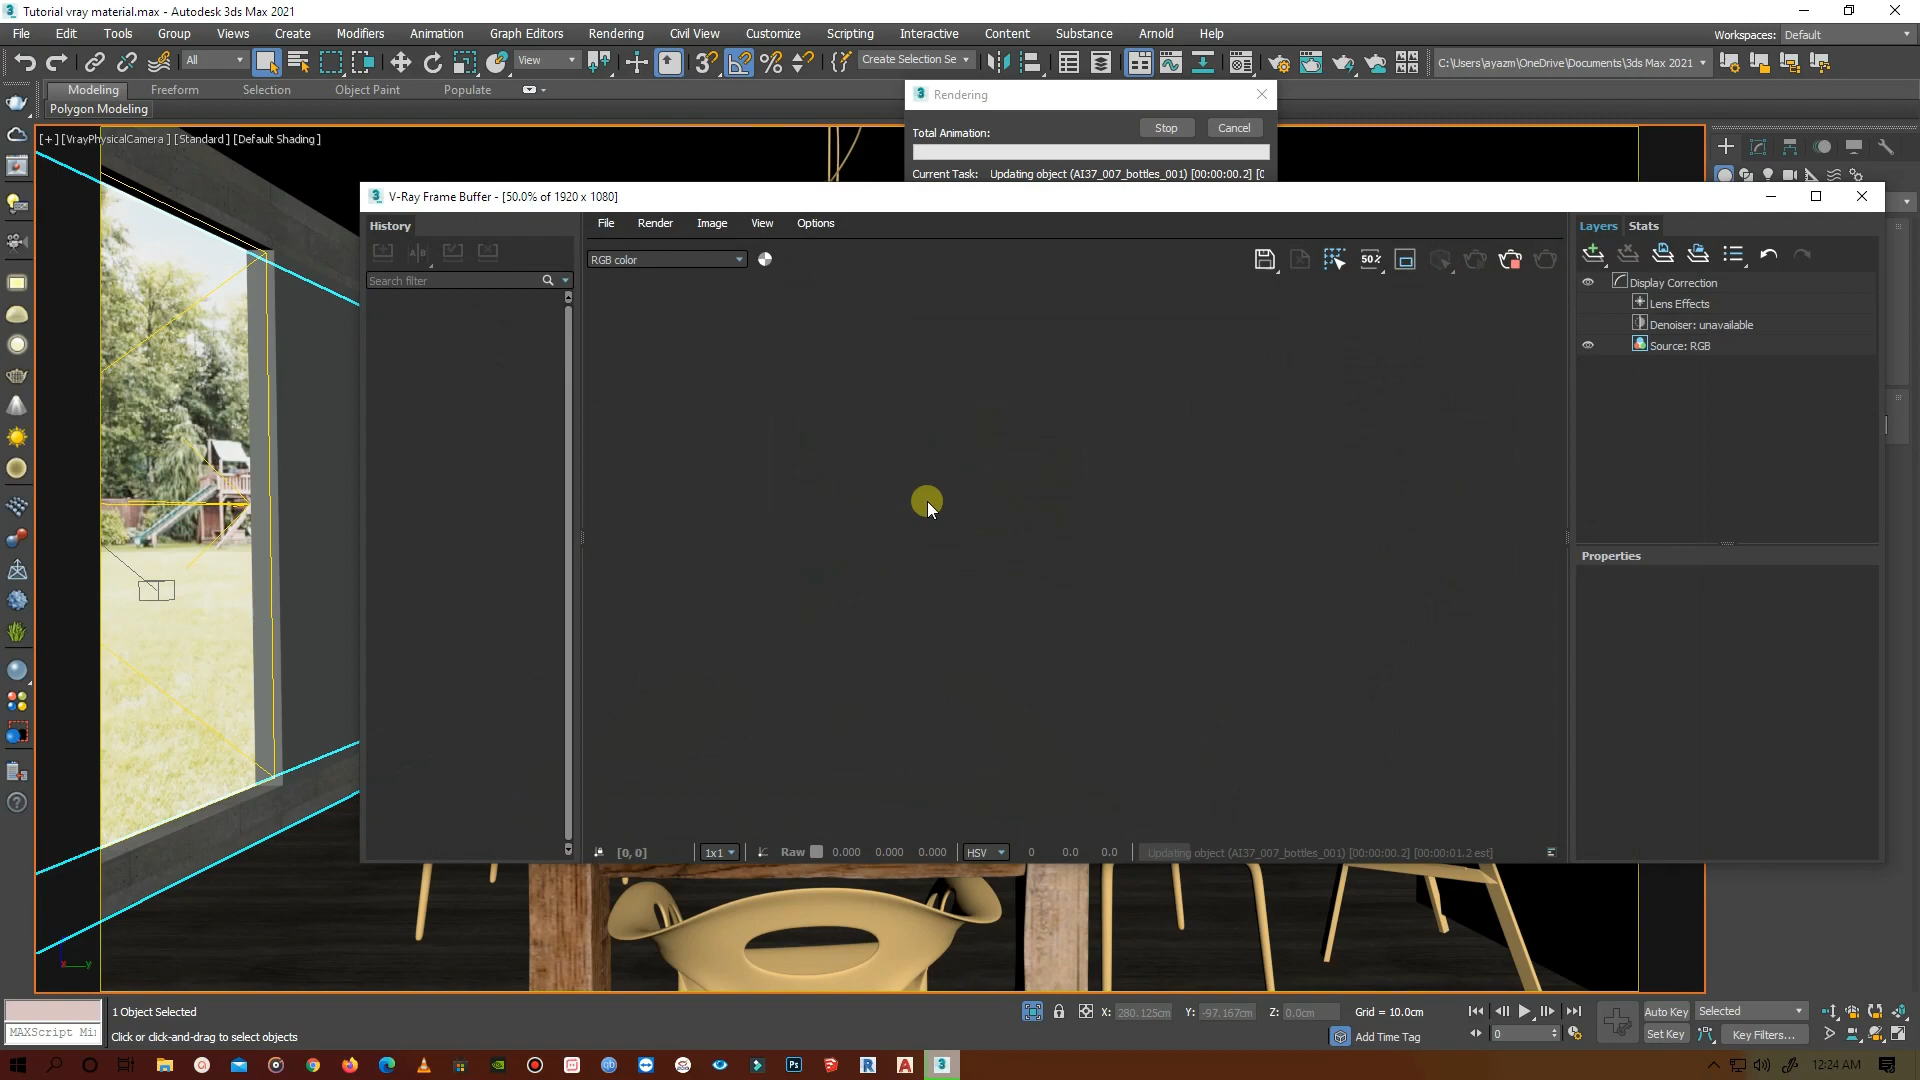 Tutorial vray material.max - Autodesk 3ds Max 2021
File Edit Tools Group Views Create Modifiers Animation Graph Editors Rendering Civil View Customize Scripting Interactive Content Substance Arnold Help
Workspaces: Default
All
View
Create Selection Se
C:\Users\ayazm\OneDrive\Documents\3ds Max 2021
Modeling Freeform Selection Object Paint Populate
Polygon Modeling
[+] [VrayPhysicalCamera ] [Standard ] [Default Shading ]
Rendering
Total Animation:
Stop Cancel
Current Task: Updating object (AI37_007_bottles_001) [00:00:00.2] [0
V-Ray Frame Buffer - [50.0% of 1920 x 1080]
History
File Render Image View Options
Layers Stats
RGB color
50%
Search filter
Display Correction
Lens Effects
Denoiser: unavailable
Source: RGB
Properties
[0, 0]
1x1
Raw
0.000 0.000 0.000
HSV
0 0.0 0.0
Updating object (AI37_007_bottles_001) [00:00:00.2] [00:00:01.2 est]
x y
MAXScript Mi
1 Object Selected
Click or click-and-drag to select objects
X: 280.125cm Y: -97.167cm Z: 0.0cm Grid = 10.0cm
Add Time Tag
0
Auto Key Selected
Set Key Key Filters...
12:24 AM